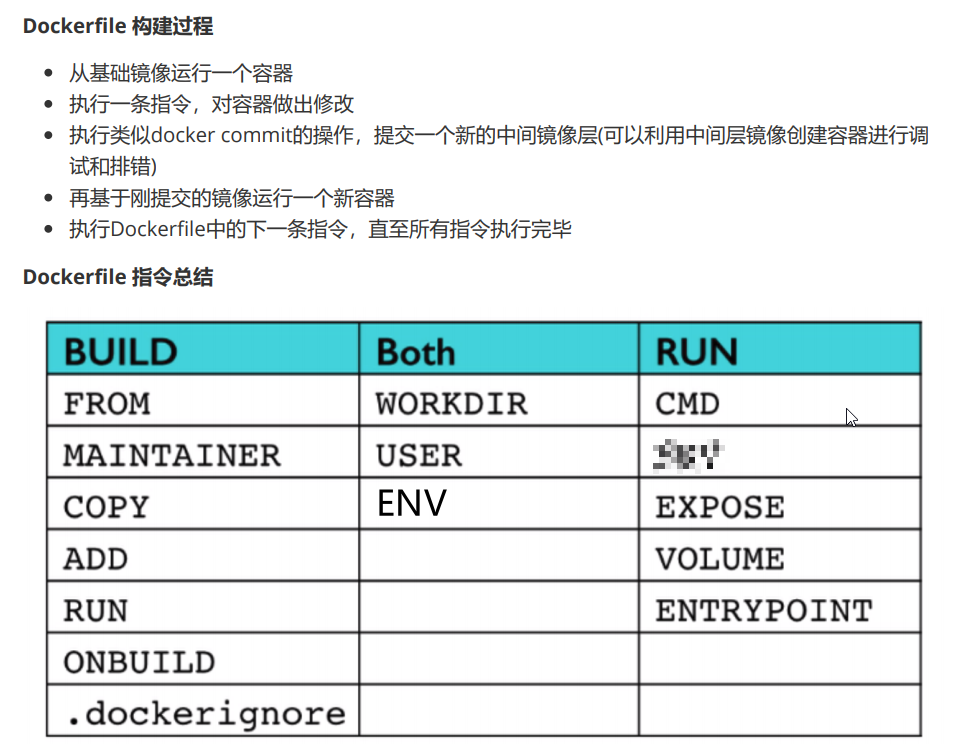 Dockerfile 构建过程
从基础镜像运行一个容器
执行一条指令，对容器做出修改
执行类似docker commit的操作，提交一个新的中间镜像层(可以利用中间层镜像创建容器进行调
试和排错)
再基于刚提交的镜像运行一个新容器
执行Dockerfile中的下一条指令，直至所有指令执行完毕
Dockerfile 指令总结
BUILD Both RUN
FROM WORKDIR CMD
MAINTAINER USER
COPY ENV EXPOSE
ADD VOLUME
RUN ENTRYPOINT
ONBUILD
.dockerignore